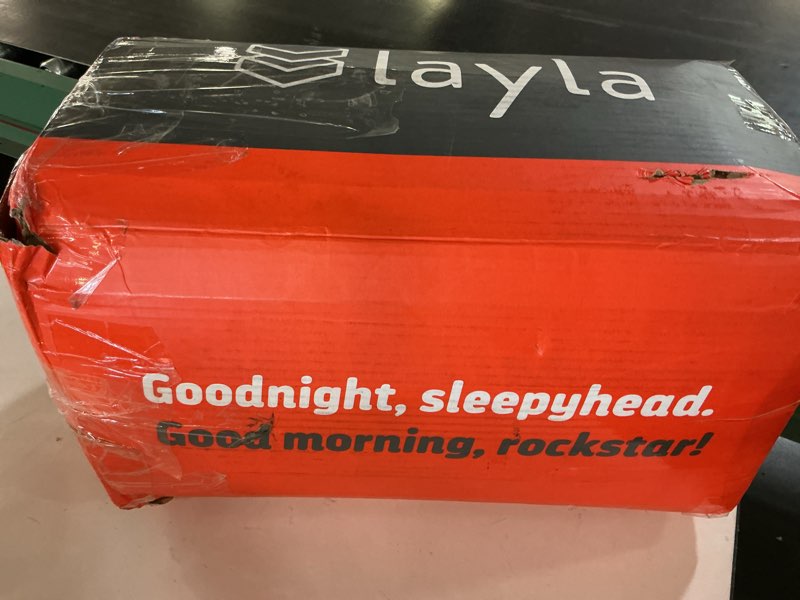 layla
Goodnight, sleepyhead.
Good morning, rockstar!